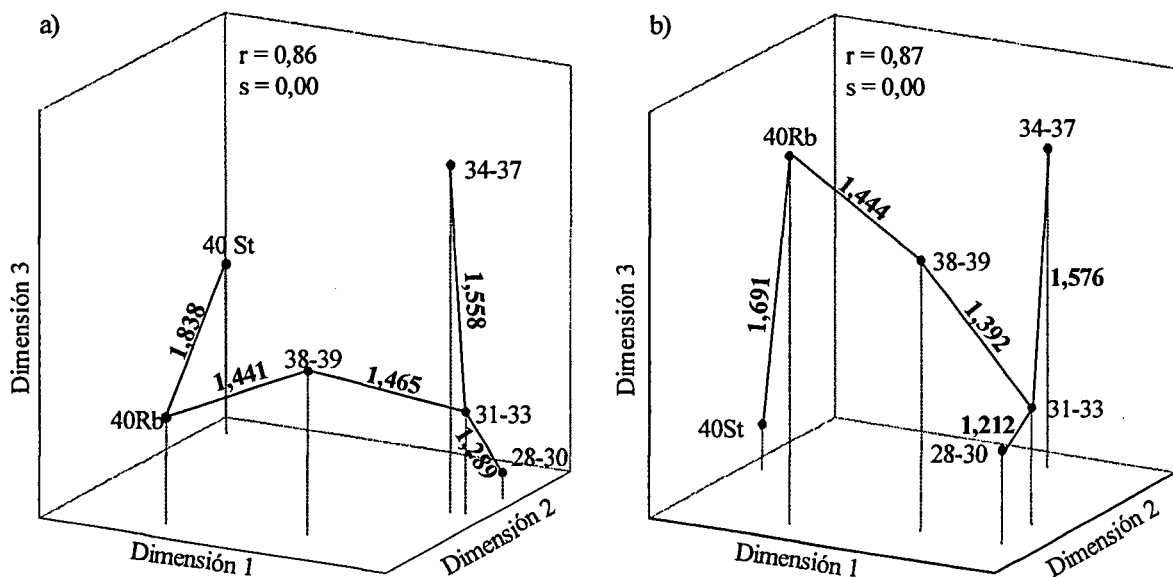 a)
r = 0,86
s = 0,00
34-37
40 St
1,838
1,558
38-39
1,441
1,465
40Rb
31-33
1,289
28-30
Dimensión 3
Dimensión 1
Dimensión 2
b)
r = 0,87
s = 0,00
34-37
40Rb
1,444
38-39
1,576
1,691
1,392
40St
31-33
1,212
28-30
Dimensión 3
Dimensión 1
Dimensión 2